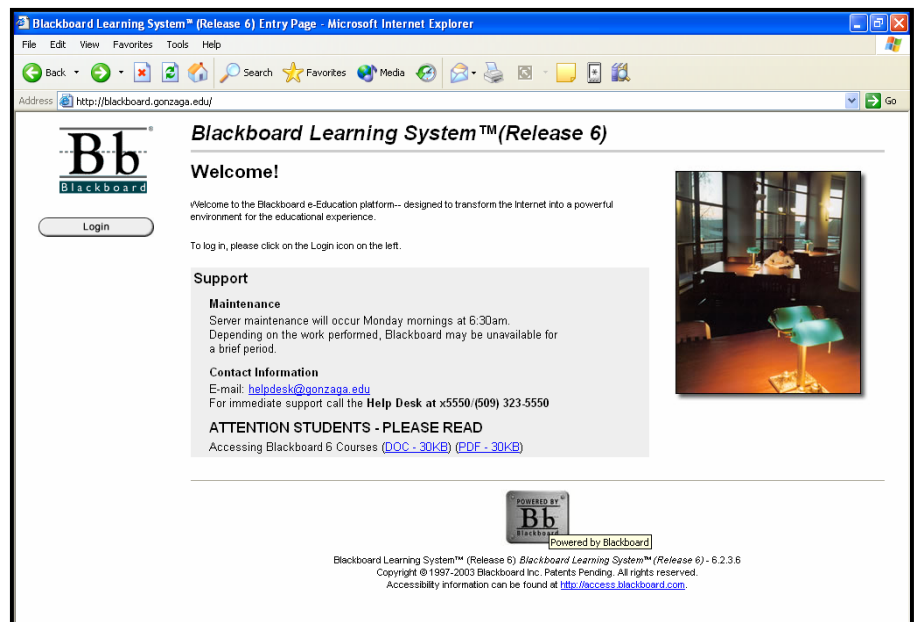 Blackboard Learning System™ (Release 6) Entry Page - Microsoft Internet Explorer
File Edit View Favorites Tools Help
Back Search Favorites Media
Address http://blackboard.gonzaga.edu/ Go
Bb
Blackboard
Login
Blackboard Learning System™(Release 6)
Welcome!
Welcome to the Blackboard e-Education platform-- designed to transform the Internet into a powerful
environment for the educational experience.
To log in, please click on the Login icon on the left.
Support
Maintenance
Server maintenance will occur Monday mornings at 6:30am.
Depending on the work performed, Blackboard may be unavailable for
a brief period.
Contact Information
E-mail: helpdesk@gonzaga.edu
For immediate support call the Help Desk at x5550/(509) 323-5550
ATTENTION STUDENTS - PLEASE READ
Accessing Blackboard 6 Courses (DOC - 30KB) (PDF - 30KB)
POWERED BY
Bb
Blackboard
Powered by Blackboard
Blackboard Learning System™ (Release 6) Blackboard Learning System™ (Release 6) - 6.2.3.6
Copyright © 1997-2003 Blackboard Inc. Patents Pending. All rights reserved.
Accessibility information can be found at http://access.blackboard.com.